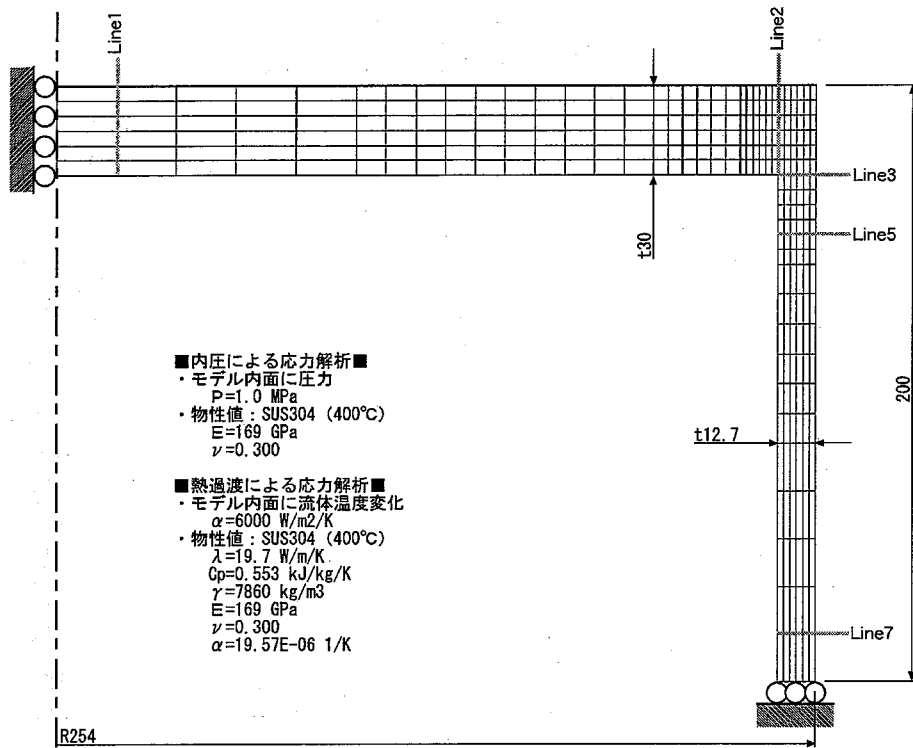 Line1
Line2
Line3
t30
Line5
200
■内圧による応力解析■
・モデル内面に圧力
P=1.0 MPa
・物性値：SUS304 (400℃)
E=169 GPa
ν=0.300
t12.7
■熱過渡による応力解析■
・モデル内面に流体温度変化
α=6000 W/m2/K
・物性値：SUS304 (400℃)
λ=19.7 W/m/K
Cp=0.553 kJ/kg/K
γ=7860 kg/m3
E=169 GPa
ν=0.300
α=19.57E-06 1/K
Line7
R254